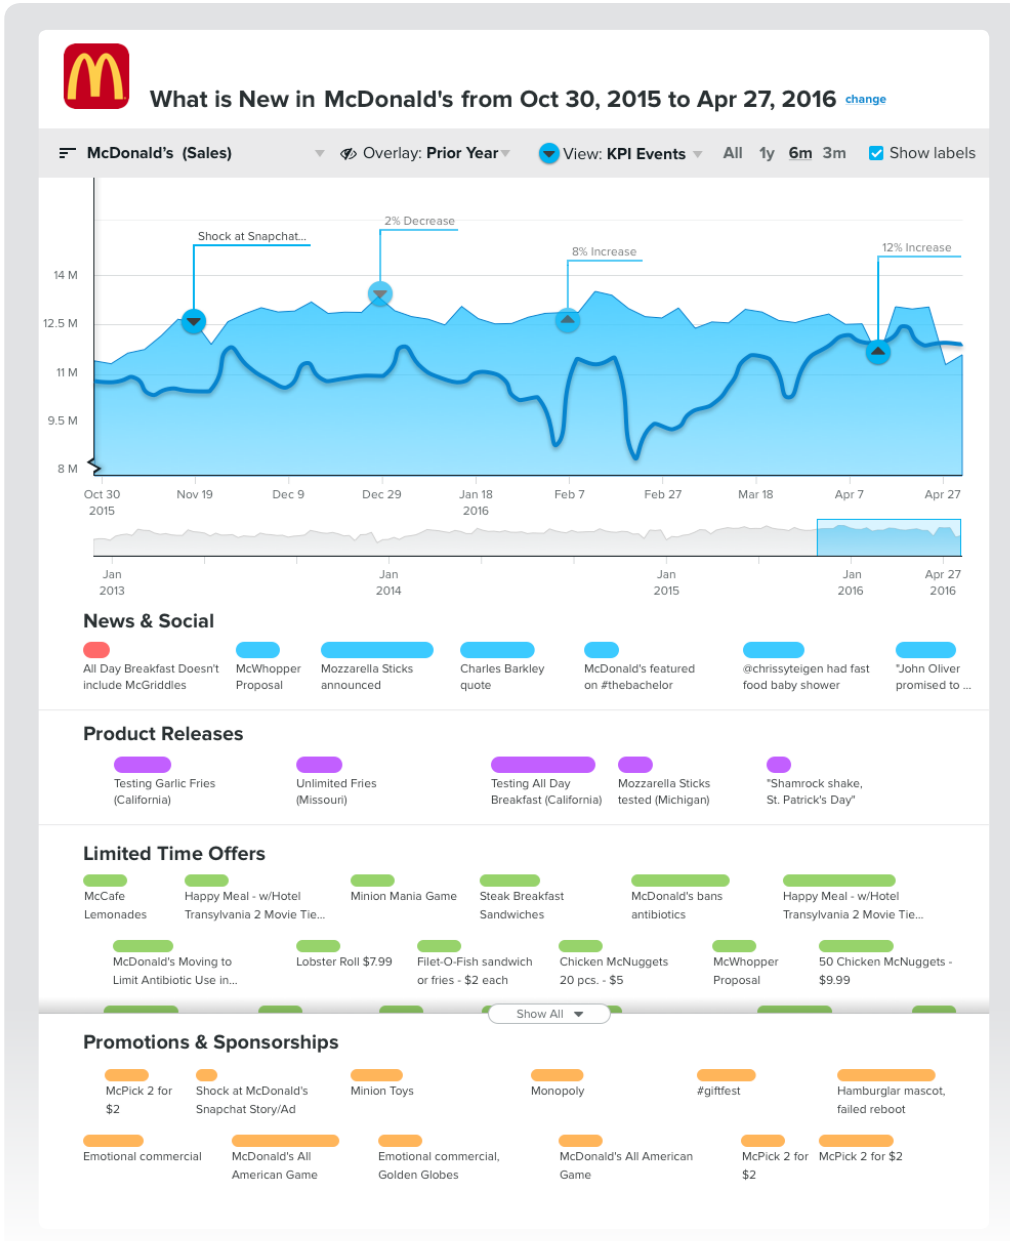 What is New in McDonald's from Oct 30, 2015 to Apr 27, 2016 change
McDonald's (Sales) Overlay: Prior Year View: KPI Events All 1y 6m 3m Show labels
2% Decrease
Shock at Snapchat...
12% Increase
8% Increase
14 M
12.5 M
11 M
9.5 M
8 M
Oct 30 Nov 19 Dec 9 Dec 29 Jan 18 Feb 7 Feb 27 Mar 18 Apr 7 Apr 27
2015 2016
Jan Jan Jan Jan Apr 27
2013 2014 2015 2016 2016
News & Social
All Day Breakfast Doesn't McWhopper Mozzarella Sticks Charles Barkley McDonald's featured @chrissyteigen had fast "John Oliver
include McGriddles Proposal announced quote on #thebachelor food baby shower promised to ...
Product Releases
Testing Garlic Fries Unlimited Fries Testing All Day Mozzarella Sticks "Shamrock shake,
(California) (Missouri) Breakfast (California) tested (Michigan) St. Patrick's Day"
Limited Time Offers
McCafe Happy Meal - w/Hotel Minion Mania Game Steak Breakfast McDonald's bans Happy Meal - w/Hotel
Lemonades Transylvania 2 Movie Tie... Sandwiches antibiotics Transylvania 2 Movie Tie...
McDonald's Moving to Lobster Roll $7.99 Filet-O-Fish sandwich Chicken McNuggets McWhopper 50 Chicken McNuggets -
Limit Antibiotic Use in... or fries - $2 each 20 pcs. - $5 Proposal $9.99
Show All
Promotions & Sponsorships
McPick 2 for Shock at McDonald's Minion Toys Monopoly #giftfest Hamburglar mascot,
$2 Snapchat Story/Ad failed reboot
Emotional commercial McDonald's All Emotional commercial, McDonald's All American McPick 2 for McPick 2 for $2
American Game Golden Globes Game $2